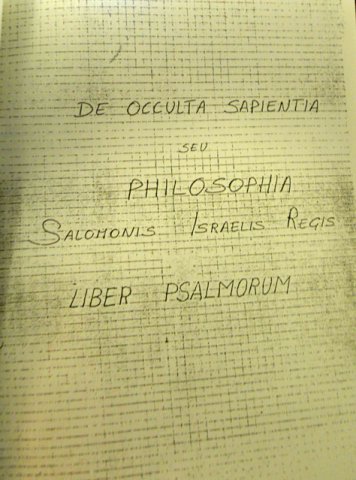 DE OCCULTA SAPIENTIA
SEU
PHILOSOPHIA
SALOMONIS ISRAELIS REGIS
LIBER PSALMORUM